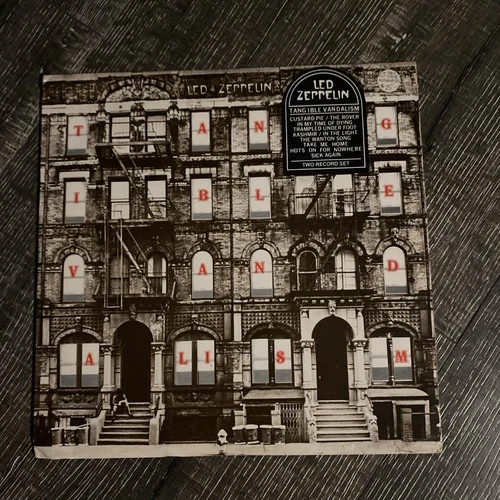 LED ZEPPELIN
LED
ZEPPELIN
TANGIBLE VANDALISM
CUSTARD PIE / THE ROVER
IN MY TIME OF DYING
TRAMPLED UNDER FOOT
KASHMIR / IN THE LIGHT
THE WANTON SONG
TAKE ME HOME
HOTS ON FOR NOWHERE
SICK AGAIN
TWO RECORD SET
T A N G
I B L E
V A N D
A L I S M